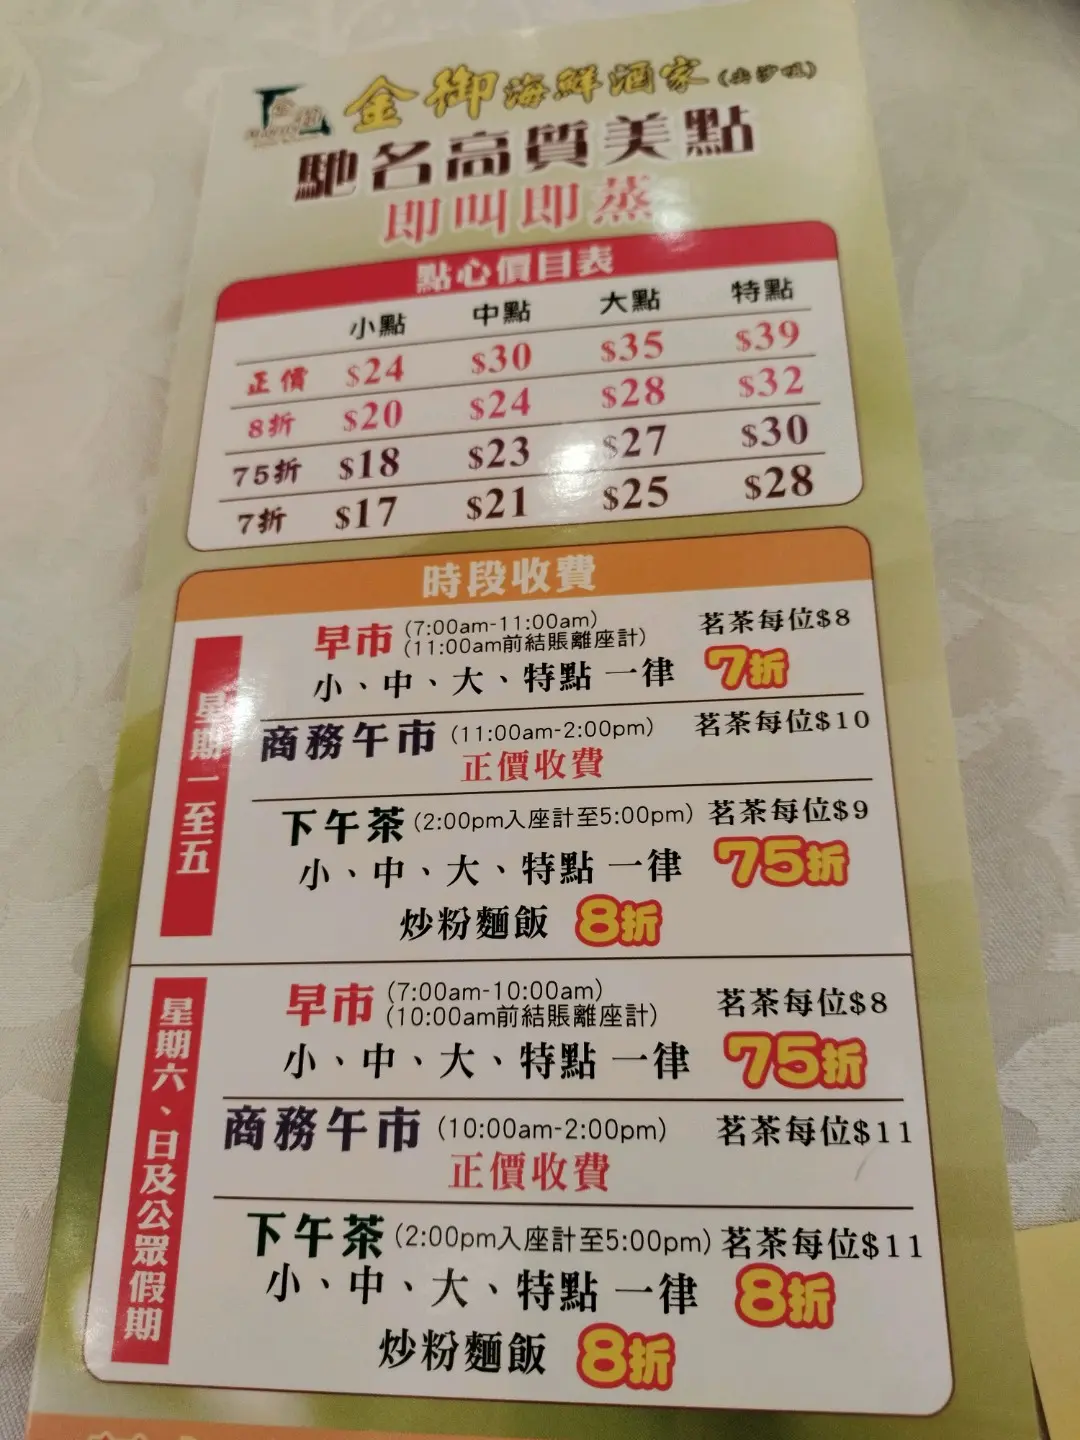 金御海鮮酒家(尖沙咀)
馳名高質美點
即叫即蒸
點心價目表
小點 中點 大點 特點
正價 $24 $30 $35 $39
8折 $20 $24 $28 $32
75折 $18 $23 $27 $30
7折 $17 $21 $25 $28
時段收費
星期一至五
早市 (7:00am-11:00am) 茗茶每位$8
(11:00am前結賬離座計)
小、中、大、特點 一律 7折
商務午市 (11:00am-2:00pm) 茗茶每位$10
正價收費
下午茶 (2:00pm入座計至5:00pm) 茗茶每位$9
小、中、大、特點 一律 75折
炒粉麵飯 8折
星期六、日及公眾假期
早市 (7:00am-10:00am) 茗茶每位$8
(10:00am前結賬離座計)
小、中、大、特點 一律 75折
商務午市 (10:00am-2:00pm) 茗茶每位$11
正價收費
下午茶 (2:00pm入座計至5:00pm) 茗茶每位$11
小、中、大、特點 一律 8折
炒粉麵飯 8折